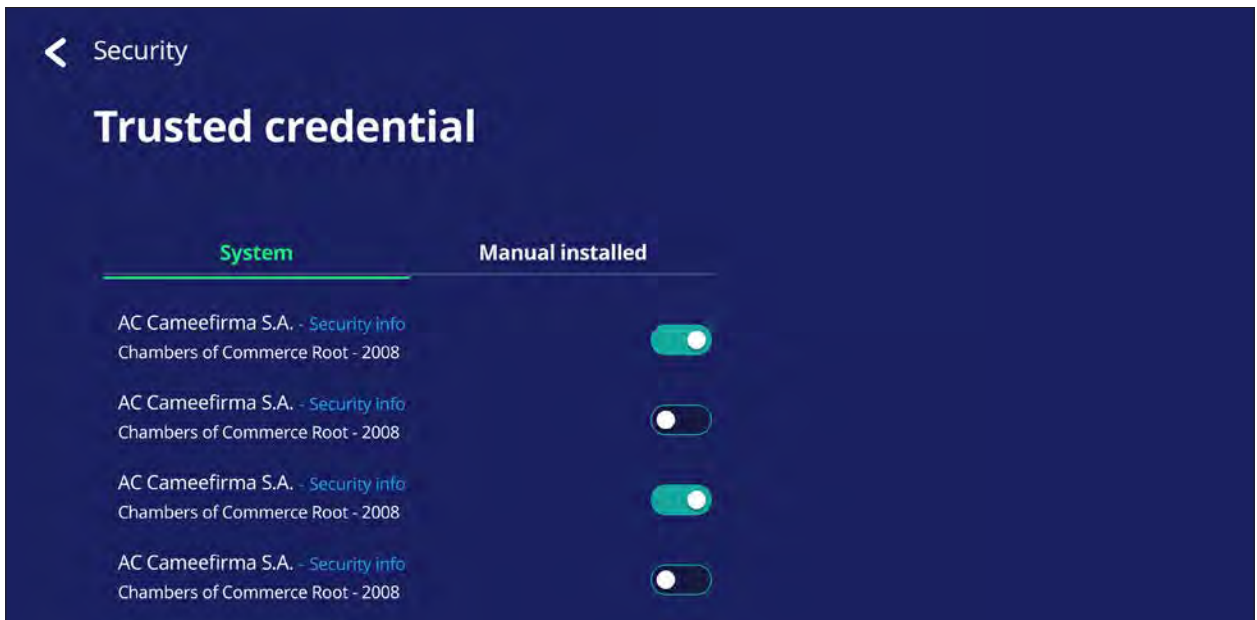 Security
Trusted credential
System Manual installed
AC Cameefirma S.A. - Security info
Chambers of Commerce Root - 2008
AC Cameefirma S.A. - Security info
Chambers of Commerce Root - 2008
AC Cameefirma S.A. - Security info
Chambers of Commerce Root - 2008
AC Cameefirma S.A. - Security info
Chambers of Commerce Root - 2008